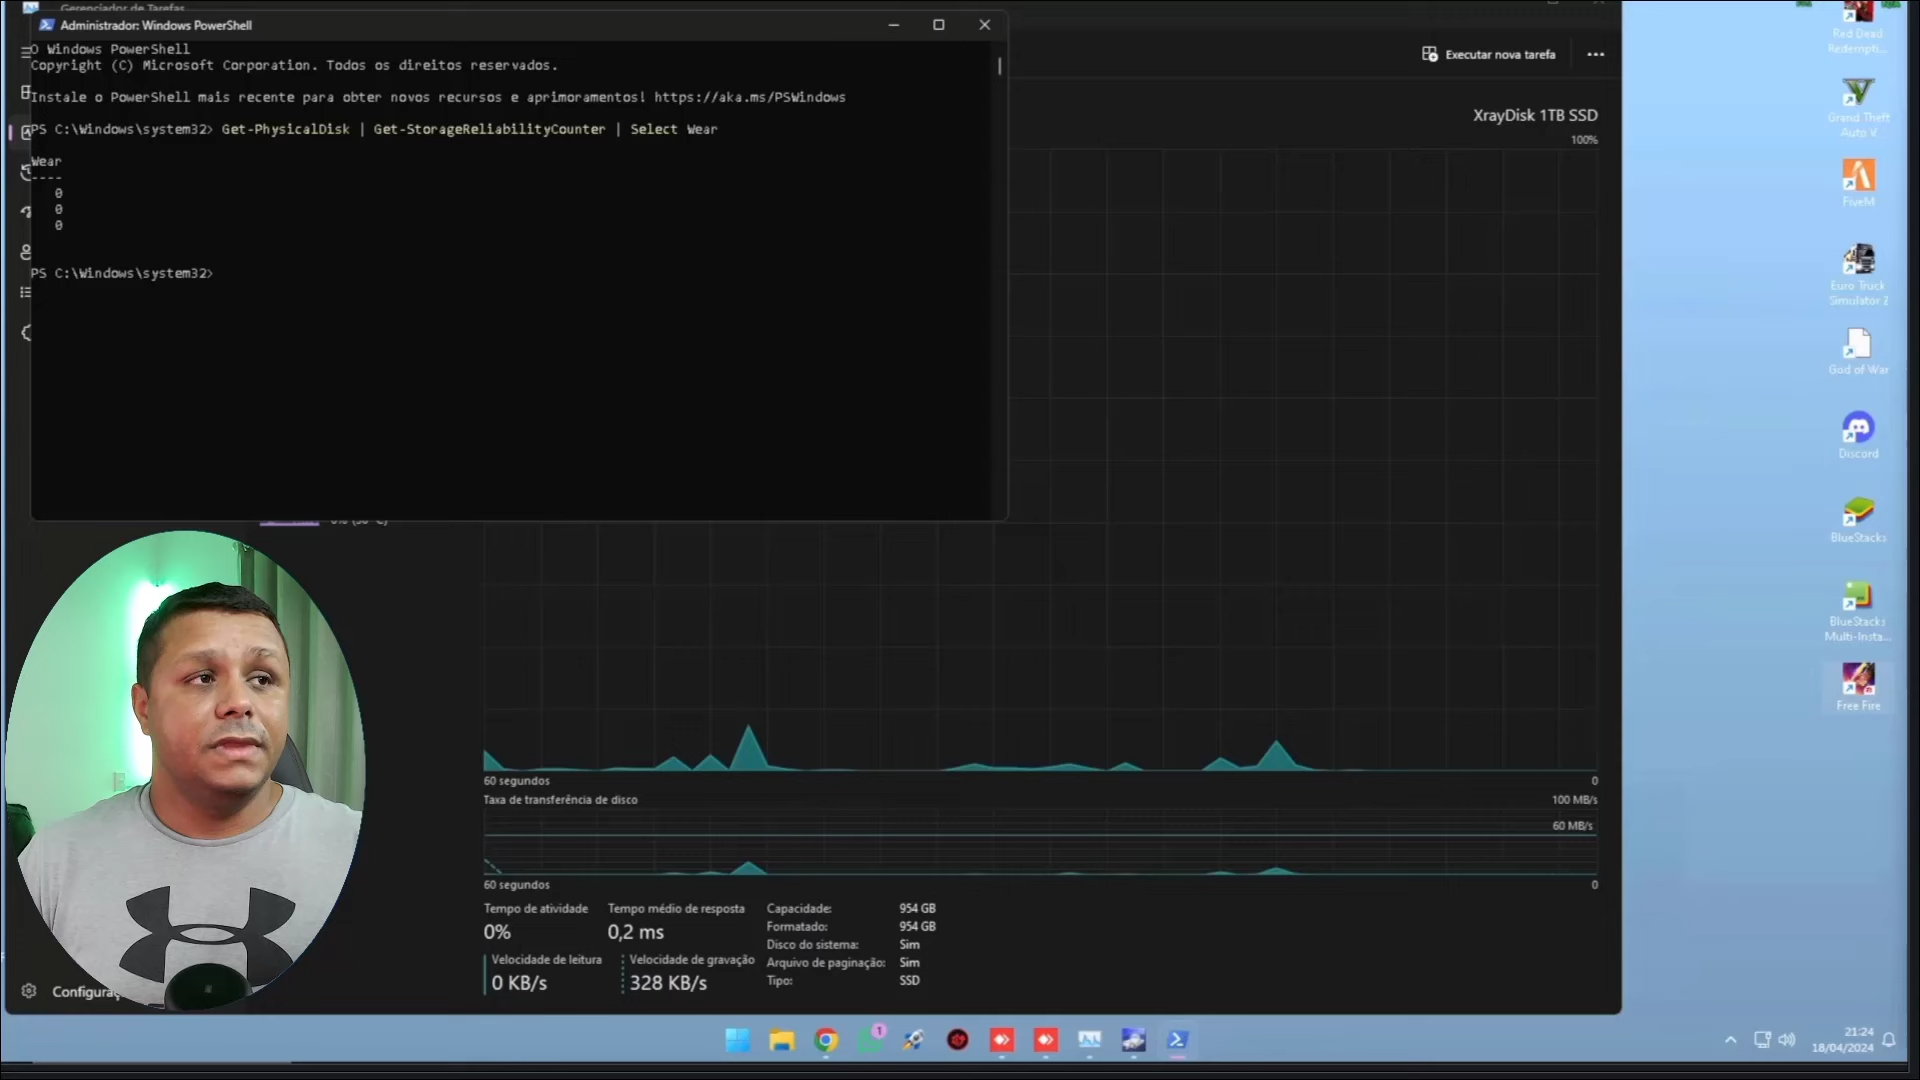 Gerenciador de Tarefas
Administrador: Windows PowerShell
O Windows PowerShell
Copyright (C) Microsoft Corporation. Todos os direitos reservados.
Instale o PowerShell mais recente para obter novos recursos e aprimoramentos! https://aka.ms/PSWindows
PS C:\Windows\system32> Get-PhysicalDisk | Get-StorageReliabilityCounter | Select Wear
Wear
----
0
0
0
PS C:\Windows\system32>
Executar nova tarefa
XrayDisk 1TB SSD
100%
60 segundos
0
Taxa de transferência de disco
100 MB/s
60 MB/s
60 segundos
0
Tempo de atividade
0%
Tempo médio de resposta
0,2 ms
Velocidade de leitura
0 KB/s
Velocidade de gravação
328 KB/s
Capacidade: 954 GB
Formatado: 954 GB
Disco do sistema: Sim
Arquivo de paginação: Sim
Tipo: SSD
Red Dead
Redempti...
Grand Theft
Auto V
FiveM
Euro Truck
Simulator 2
God of War
Discord
BlueStacks
BlueStacks
Multi-Insta...
Free Fire
1
21:24
18/04/2024